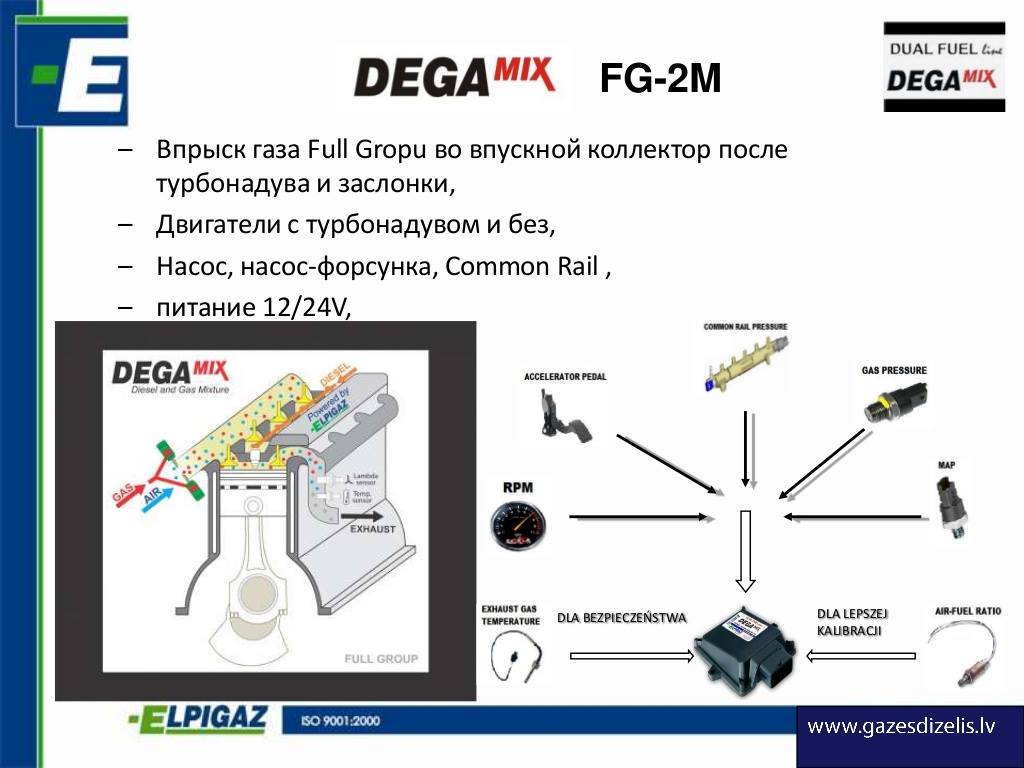 E
DEGAMIX FG-2M
DUAL FUEL line
DEGAMIX
– Впрыск газа Full Gropu во впускной коллектор после
турбонадува и заслонки,
– Двигатели с турбонадувом и без,
– Насос, насос-форсунка, Common Rail ,
– питание 12/24V,
DEGAMIX
Diesel and Gas Mixture
DIESEL
Powered by
ELPIGAZ
GAS
AIR
Lambda
sensor
Temp.
sensor
EXHAUST
FULL GROUP
COMMON RAIL PRESSURE
ACCELERATOR PEDAL
GAS PRESSURE
RPM
MAP
EXHAUST GAS
TEMPERATURE
DLA BEZPIECZEŃSTWA
DLA LEPSZEJ
KALIBRACJI
AIR-FUEL RATIO
DEGAMIX
ELPIGAZ
ISO 9001:2000
www.gazesdizelis.lv